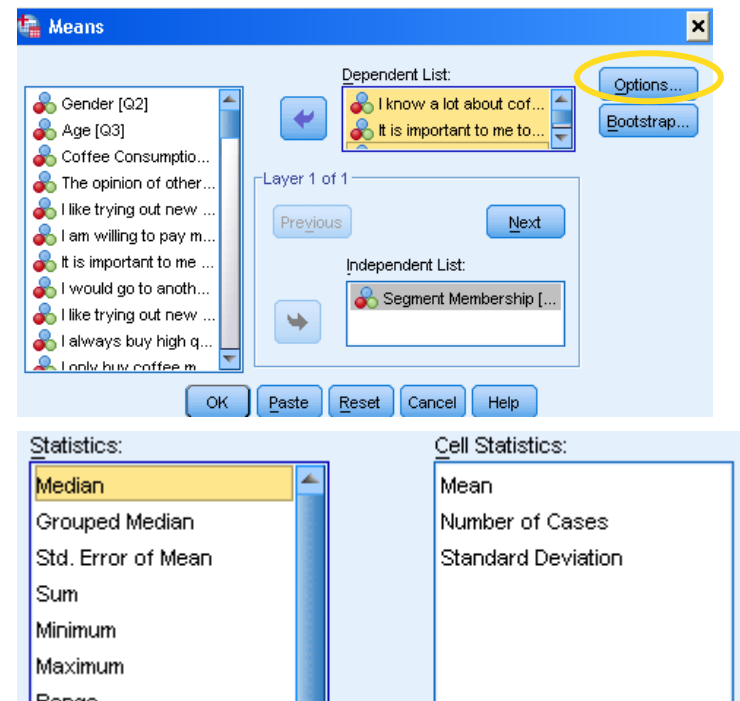 Means
Dependent List:
Options...
Gender [Q2]
I know a lot about cof...
Age [Q3]
It is important to me to...
Bootstrap...
Coffee Consumptio...
The opinion of other...
Layer 1 of 1
I like trying out new ...
Previous
Next
I am willing to pay m...
It is important to me ...
Independent List:
I would go to anoth...
Segment Membership [...
I like trying out new ...
I always buy high q...
I only buy coffee m
OK
Paste
Reset
Cancel
Help
Statistics:
Cell Statistics:
Median
Mean
Grouped Median
Number of Cases
Std. Error of Mean
Standard Deviation
Sum
Minimum
Maximum
Range